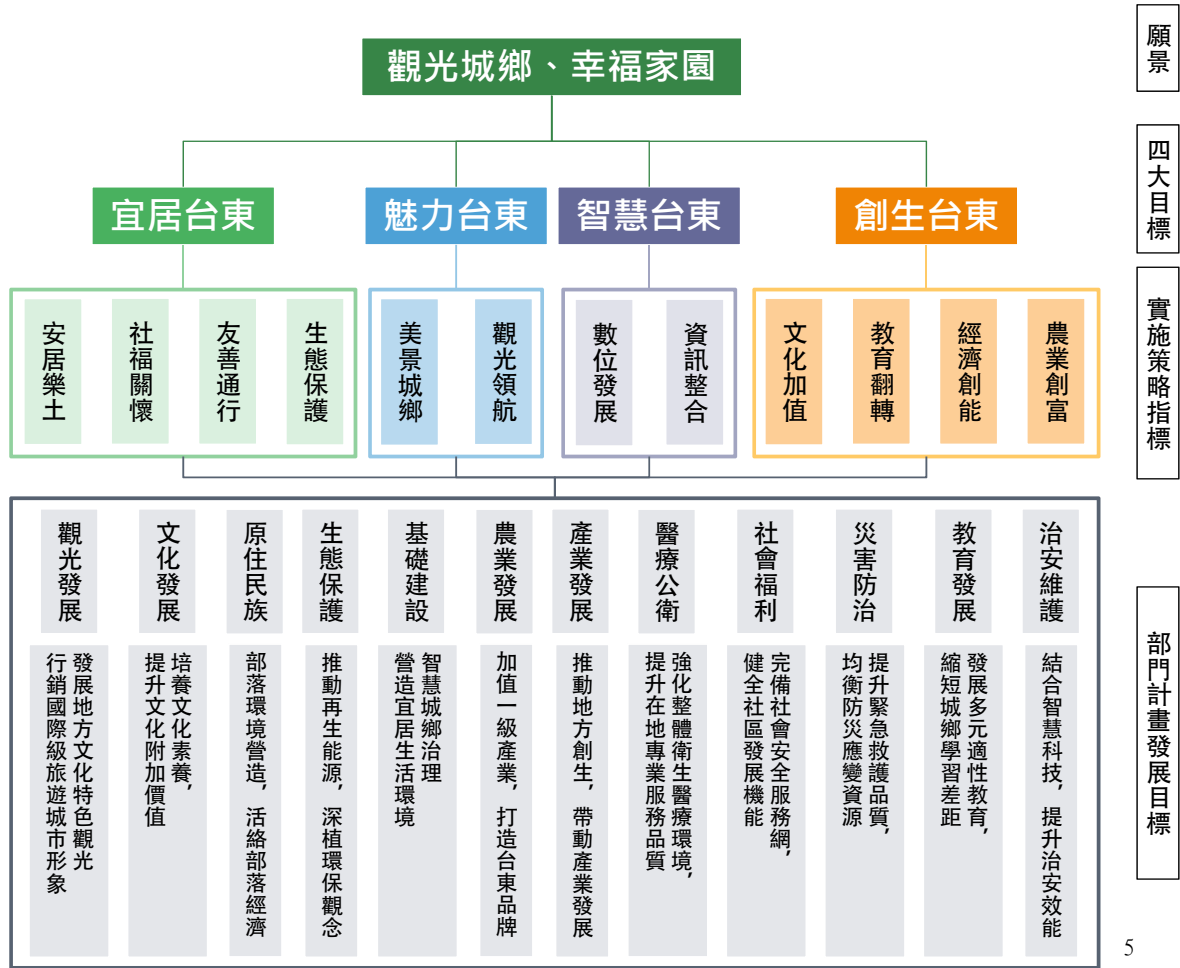 觀光城鄉、幸福家園
願景
宜居台東
魅力台東
智慧台東
創生台東
四大目標
安居樂土
社福關懷
友善通行
生態保護
美景城鄉
觀光領航
數位發展
資訊整合
文化加值
教育翻轉
經濟創能
農業創富
實施策略指標
觀光發展
發展地方文化特色觀光
行銷國際級旅遊城市形象
文化發展
培養文化素養，
提升文化附加價值
原住民族
部落環境營造，活絡部落經濟
生態保護
推動再生能源，深植環保觀念
基礎建設
智慧城鄉治理
營造宜居生活環境
農業發展
加值一級產業，打造台東品牌
產業發展
推動地方創生，帶動產業發展
醫療公衛
強化整體衛生醫療環境，
提升在地專業服務品質
社會福利
完備社會安全服務網，
健全社區發展機能
災害防治
提升緊急救護品質，
均衡防災應變資源
教育發展
發展多元適性教育，
縮短城鄉學習差距
治安維護
結合智慧科技，提升治安效能
部門計畫發展目標
5